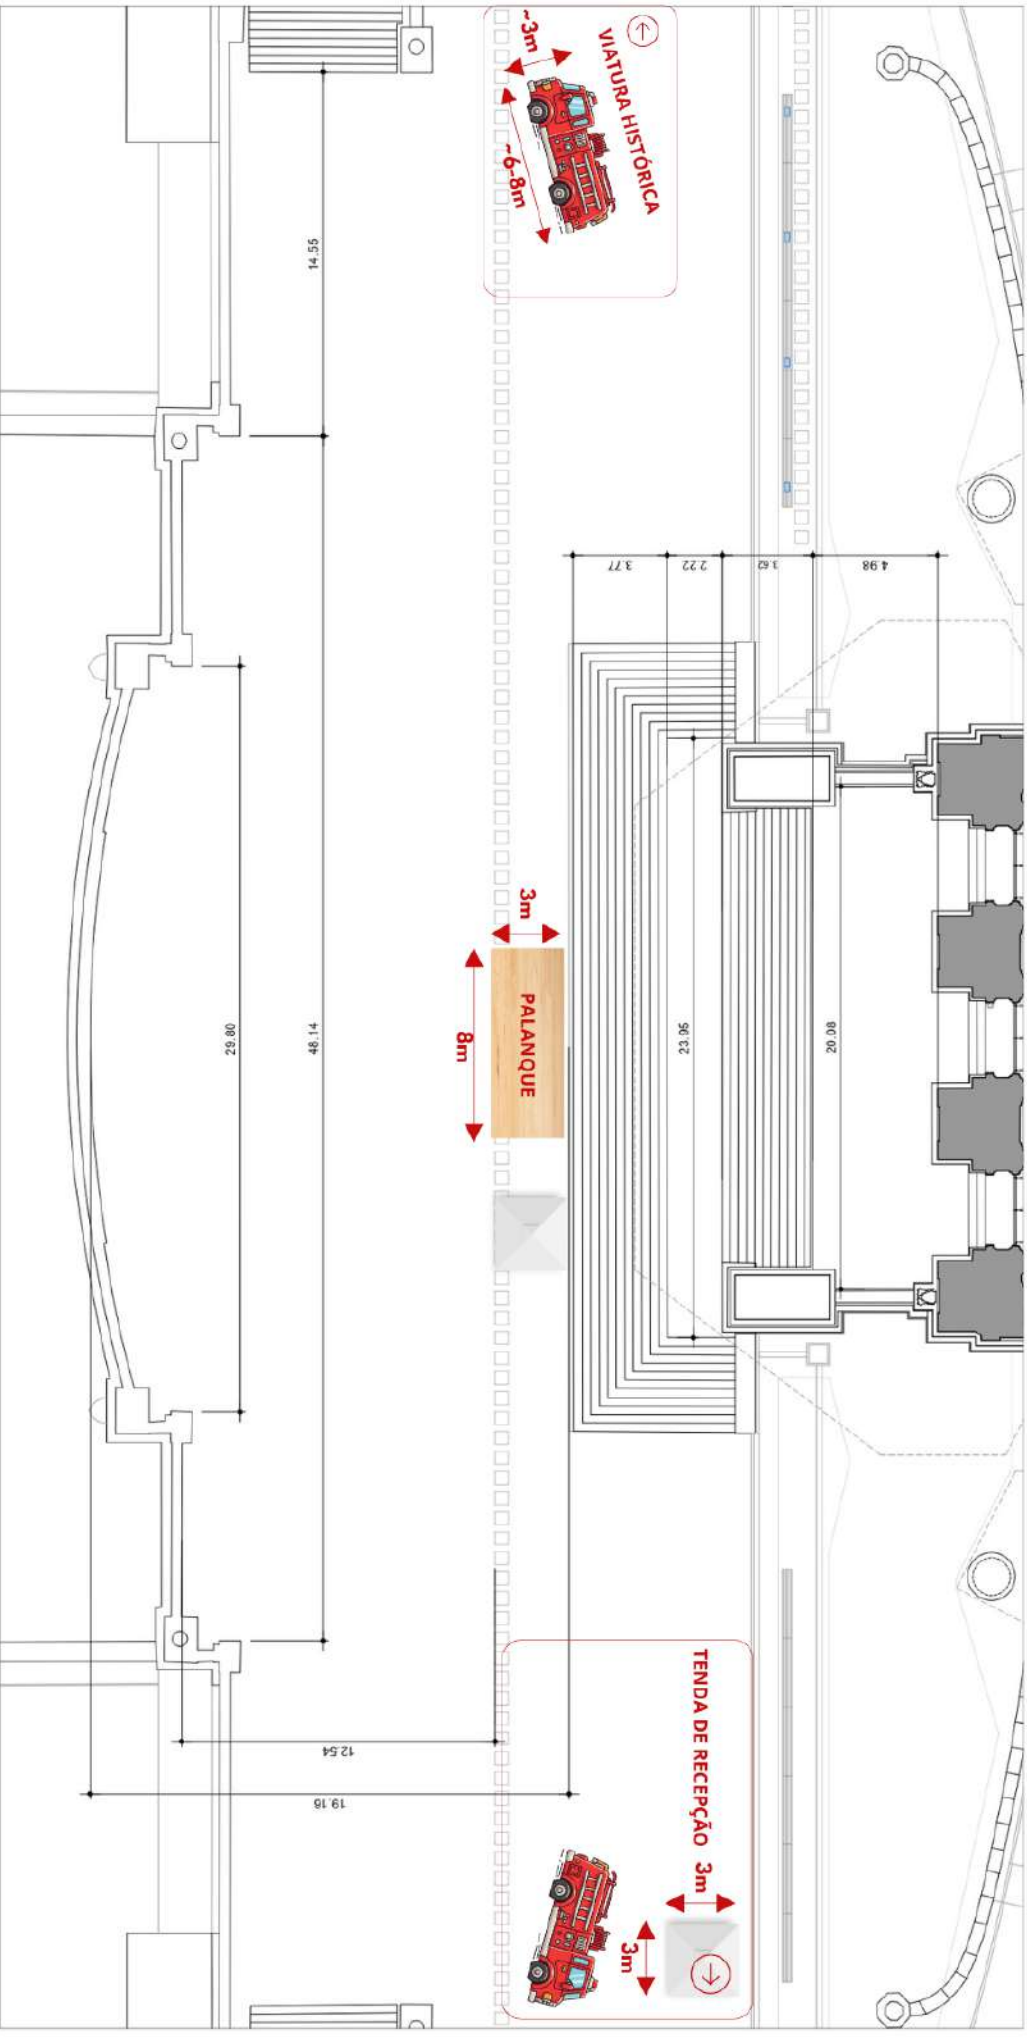 VIATURA HISTÓRICA
~3m
~6-8m
14.55
3.77
2.22
1.62
4.98
3m
PALANQUE
8m
29.80
48.14
23.95
20.08
12.54
19.16
TENDA DE RECEPÇÃO
3m
3m